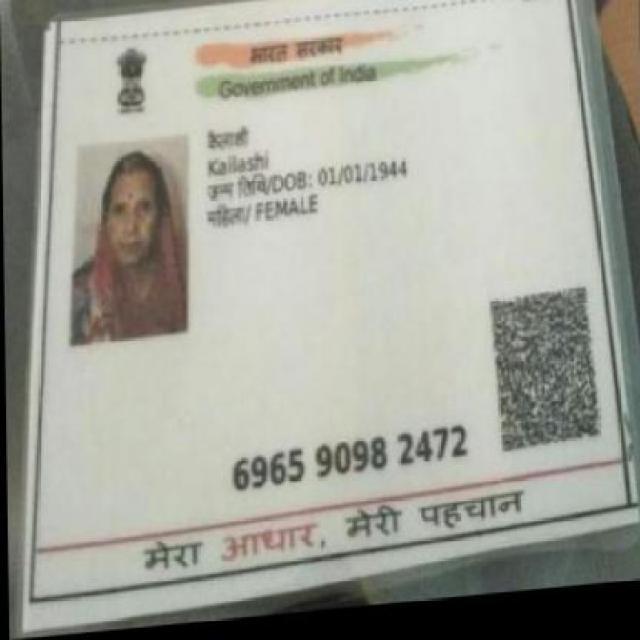 भारत सरकार
Government of India
कैलाशी
Kailashi
जन्म तिथि/DOB: 01/01/1944
महिला/ FEMALE
6965 9098 2472
मेरा आधार, मेरी पहचान